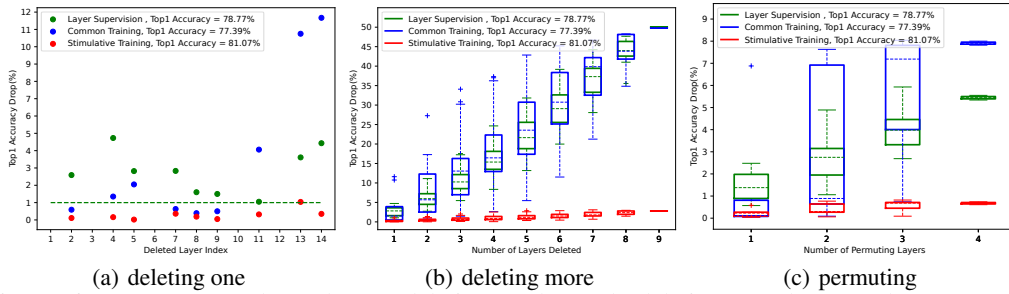 Layer Supervision , Top1 Accuracy = 78.77%
Common Training, Top1 Accuracy = 77.39%
Stimulative Training, Top1 Accuracy = 81.07%
Top1 Accuracy Drop(%)
12
11
10
9
8
7
6
5
4
3
2
1
0
1 2 3 4 5 6 7 8 9 10 11 12 13 14
Deleted Layer Index
(a) deleting one
Layer Supervision , Top1 Accuracy = 78.77%
Common Training, Top1 Accuracy = 77.39%
Stimulative Training, Top1 Accuracy = 81.07%
Top1 Accuracy Drop(%)
50
45
40
35
30
25
20
15
10
5
0
1 2 3 4 5 6 7 8 9
Number of Layers Deleted
(b) deleting more
Layer Supervision , Top1 Accuracy = 78.77%
Common Training, Top1 Accuracy = 77.39%
Stimulative Training, Top1 Accuracy = 81.07%
Top1 Accuracy Drop(%)
8
7
6
5
4
3
2
1
0
1 2 3 4
Number of Permuting Layers
(c) permuting